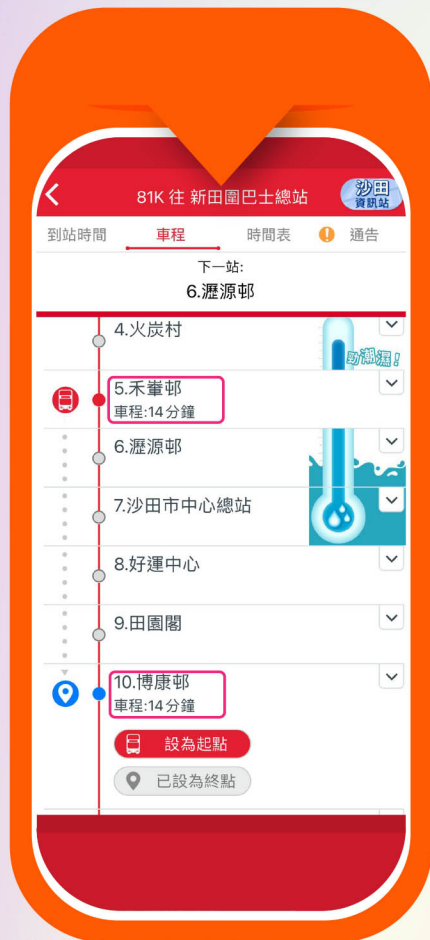 81K 往 新田圍巴士總站
沙田
資訊站
到站時間 車程 時間表 通告
下一站:
6.瀝源邨
4.火炭村
勁潮濕!
5.禾輋邨
車程:14分鐘
6.瀝源邨
7.沙田市中心總站
8.好運中心
9.田園閣
10.博康邨
車程:14分鐘
設為起點
已設為終點